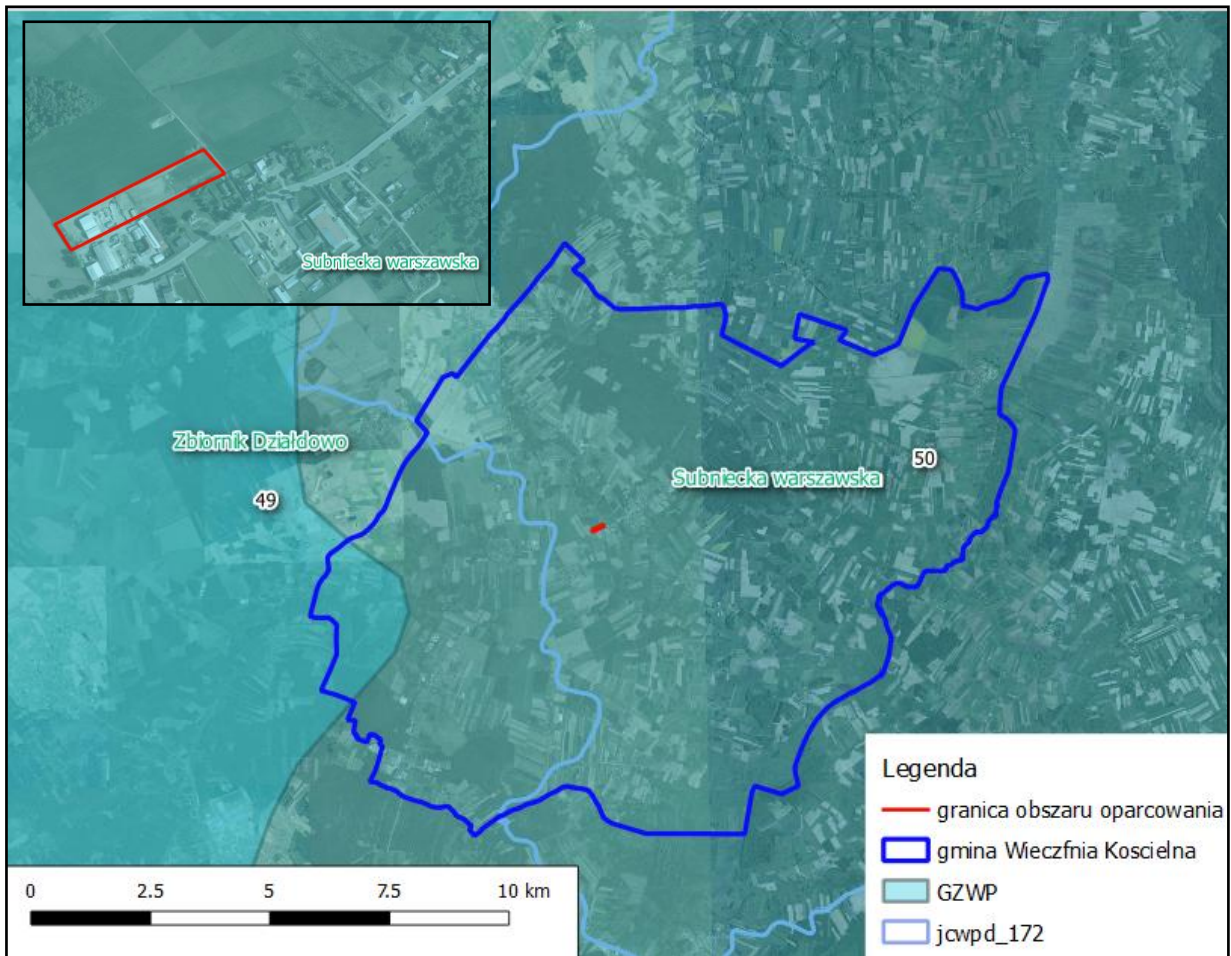 Subniecka warszawska
Zbiornik Działdowo
49
Subniecka warszawska
50
Legenda
granica obszaru oparcowania
gmina Wieczfnia Koscielna
GZWP
jcwpd_172
0 2.5 5 7.5 10 km